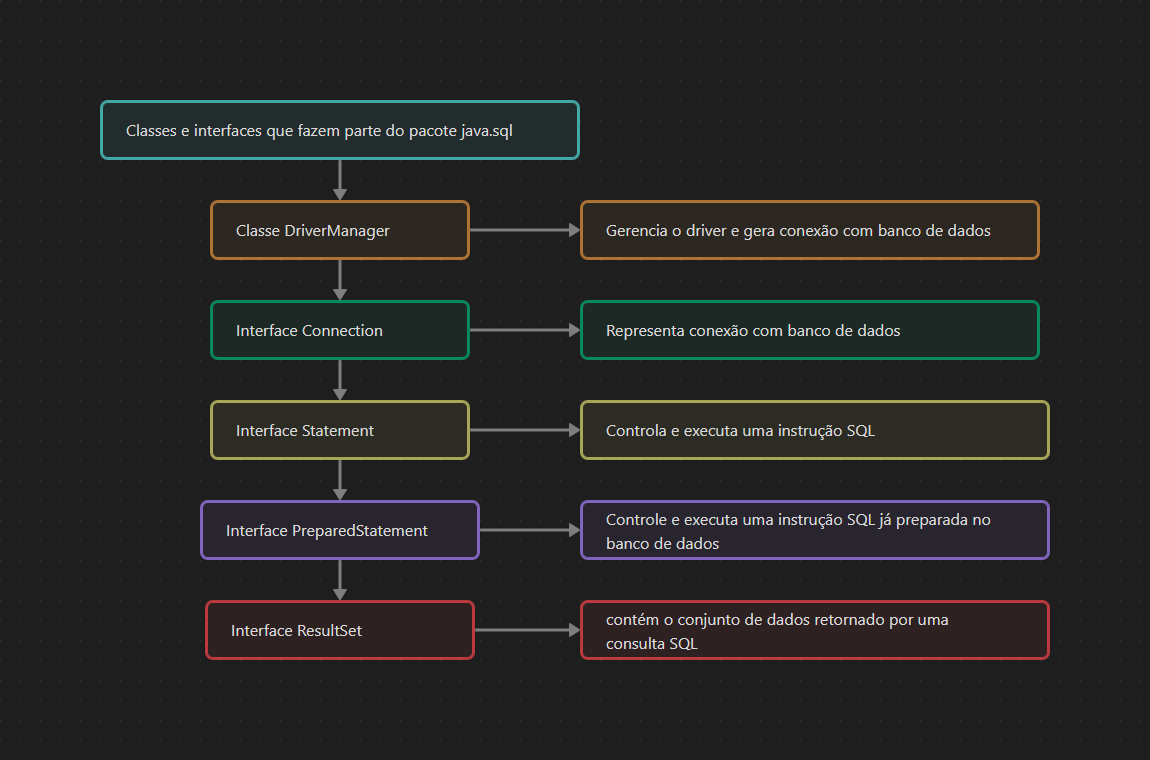 Classes e interfaces que fazem parte do pacote java.sql
Classe DriverManager
Gerencia o driver e gera conexão com banco de dados
Interface Connection
Representa conexão com banco de dados
Interface Statement
Controla e executa uma instrução SQL
Interface PreparedStatement
Controle e executa uma instrução SQL já preparada no
banco de dados
Interface ResultSet
contém o conjunto de dados retornado por uma
consulta SQL